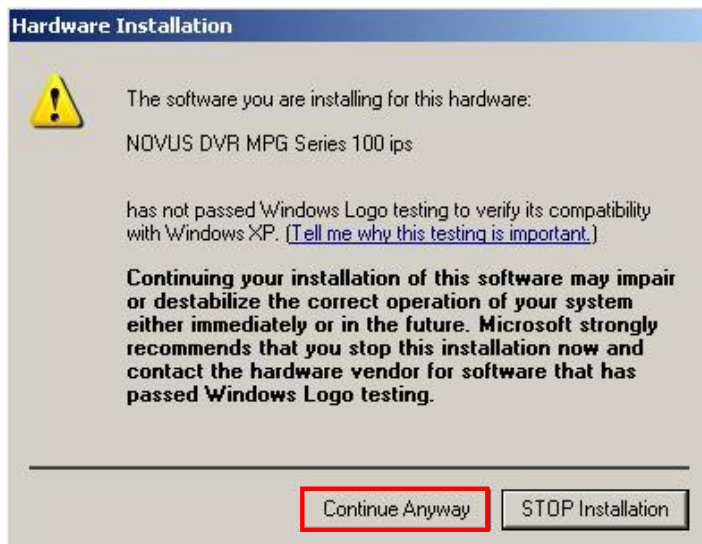 Hardware Installation
The software you are installing for this hardware:
NOVUS DVR MPG Series 100 ips
has not passed Windows Logo testing to verify its compatibility
with Windows XP. (Tell me why this testing is important.)
Continuing your installation of this software may impair
or destabilize the correct operation of your system
either immediately or in the future. Microsoft strongly
recommends that you stop this installation now and
contact the hardware vendor for software that has
passed Windows Logo testing.
Continue Anyway
STOP Installation